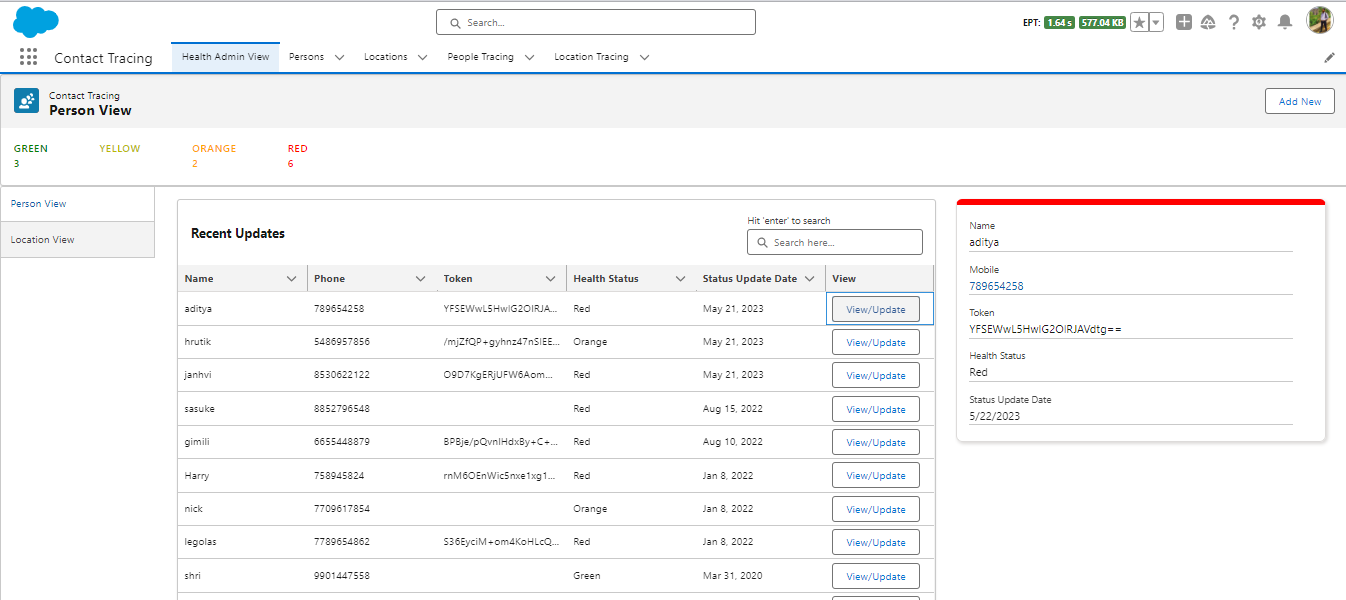 Search...
EPT: 1.64 s 577.04 KB
Contact Tracing Health Admin View Persons Locations People Tracing Location Tracing
Contact Tracing
Person View
Add New
GREEN YELLOW ORANGE RED
3 2 6
Person View
Location View
Hit 'enter' to search
Recent Updates
Search here...
Name Phone Token Health Status Status Update Date View
aditya 789654258 YFSEWwL5HwIG2OIRJA... Red May 21, 2023 View/Update
hrutik 5486957856 /mjZfQP+gyhnz47nSIEE... Orange May 21, 2023 View/Update
janhvi 8530622122 O9D7KgERjUFW6Aom... Red May 21, 2023 View/Update
sasuke 8852796548 Red Aug 15, 2022 View/Update
gimili 6655448879 BPBje/pQvnIHdxBy+C+... Red Aug 10, 2022 View/Update
Harry 758945824 rnM6OEnWic5nxe1xg1... Red Jan 8, 2022 View/Update
nick 7709617854 Orange Jan 8, 2022 View/Update
legolas 7789654862 S36EyciM+om4KoHLcQ... Red Jan 8, 2022 View/Update
shri 9901447558 Green Mar 31, 2020 View/Update
Name
aditya
Mobile
789654258
Token
YFSEWwL5HwIG2OIRJAVdtg==
Health Status
Red
Status Update Date
5/22/2023